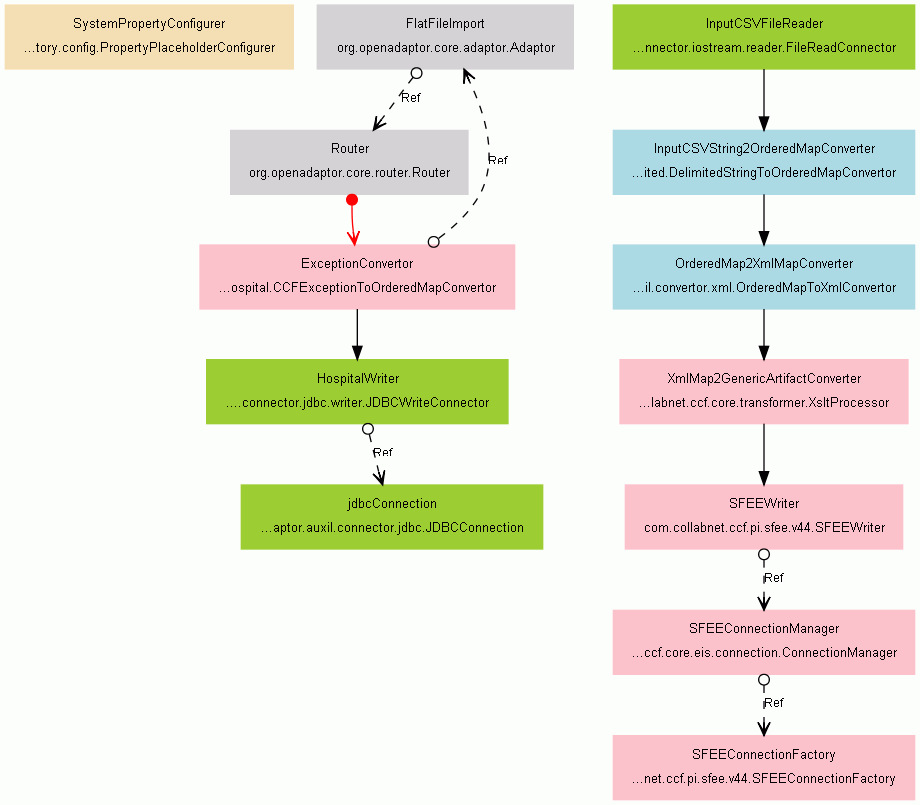 SystemPropertyConfigurer
...tory.config.PropertyPlaceholderConfigurer
FlatFileImport
org.openadaptor.core.adaptor.Adaptor
Ref
Router
org.openadaptor.core.router.Router
Ref
ExceptionConvertor
...ospital.CCFExceptionToOrderedMapConvertor
HospitalWriter
....connector.jdbc.writer.JDBCWriteConnector
Ref
jdbcConnection
...aptor.auxil.connector.jdbc.JDBCConnection
InputCSVFileReader
...nnector.iostream.reader.FileReadConnector
InputCSVString2OrderedMapConverter
...ited.DelimitedStringToOrderedMapConvertor
OrderedMap2XmlMapConverter
...il.convertor.xml.OrderedMapToXmlConvertor
XmlMap2GenericArtifactConverter
...labnet.ccf.core.transformer.XsltProcessor
SFEEWriter
com.collabnet.ccf.pi.sfee.v44.SFEEWriter
Ref
SFEEConnectionManager
...ccf.core.eis.connection.ConnectionManager
Ref
SFEEConnectionFactory
...net.ccf.pi.sfee.v44.SFEEConnectionFactory